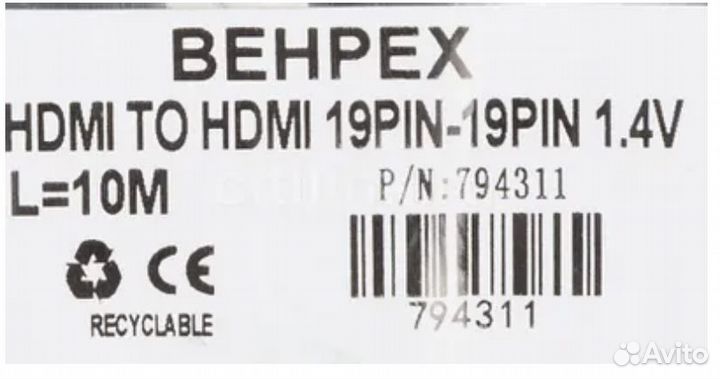 BEHPEX
HDMI TO HDMI 19PIN-19PIN 1.4V
L=10M
P/N:794311
CE
RECYCLABLE
794311
Avito